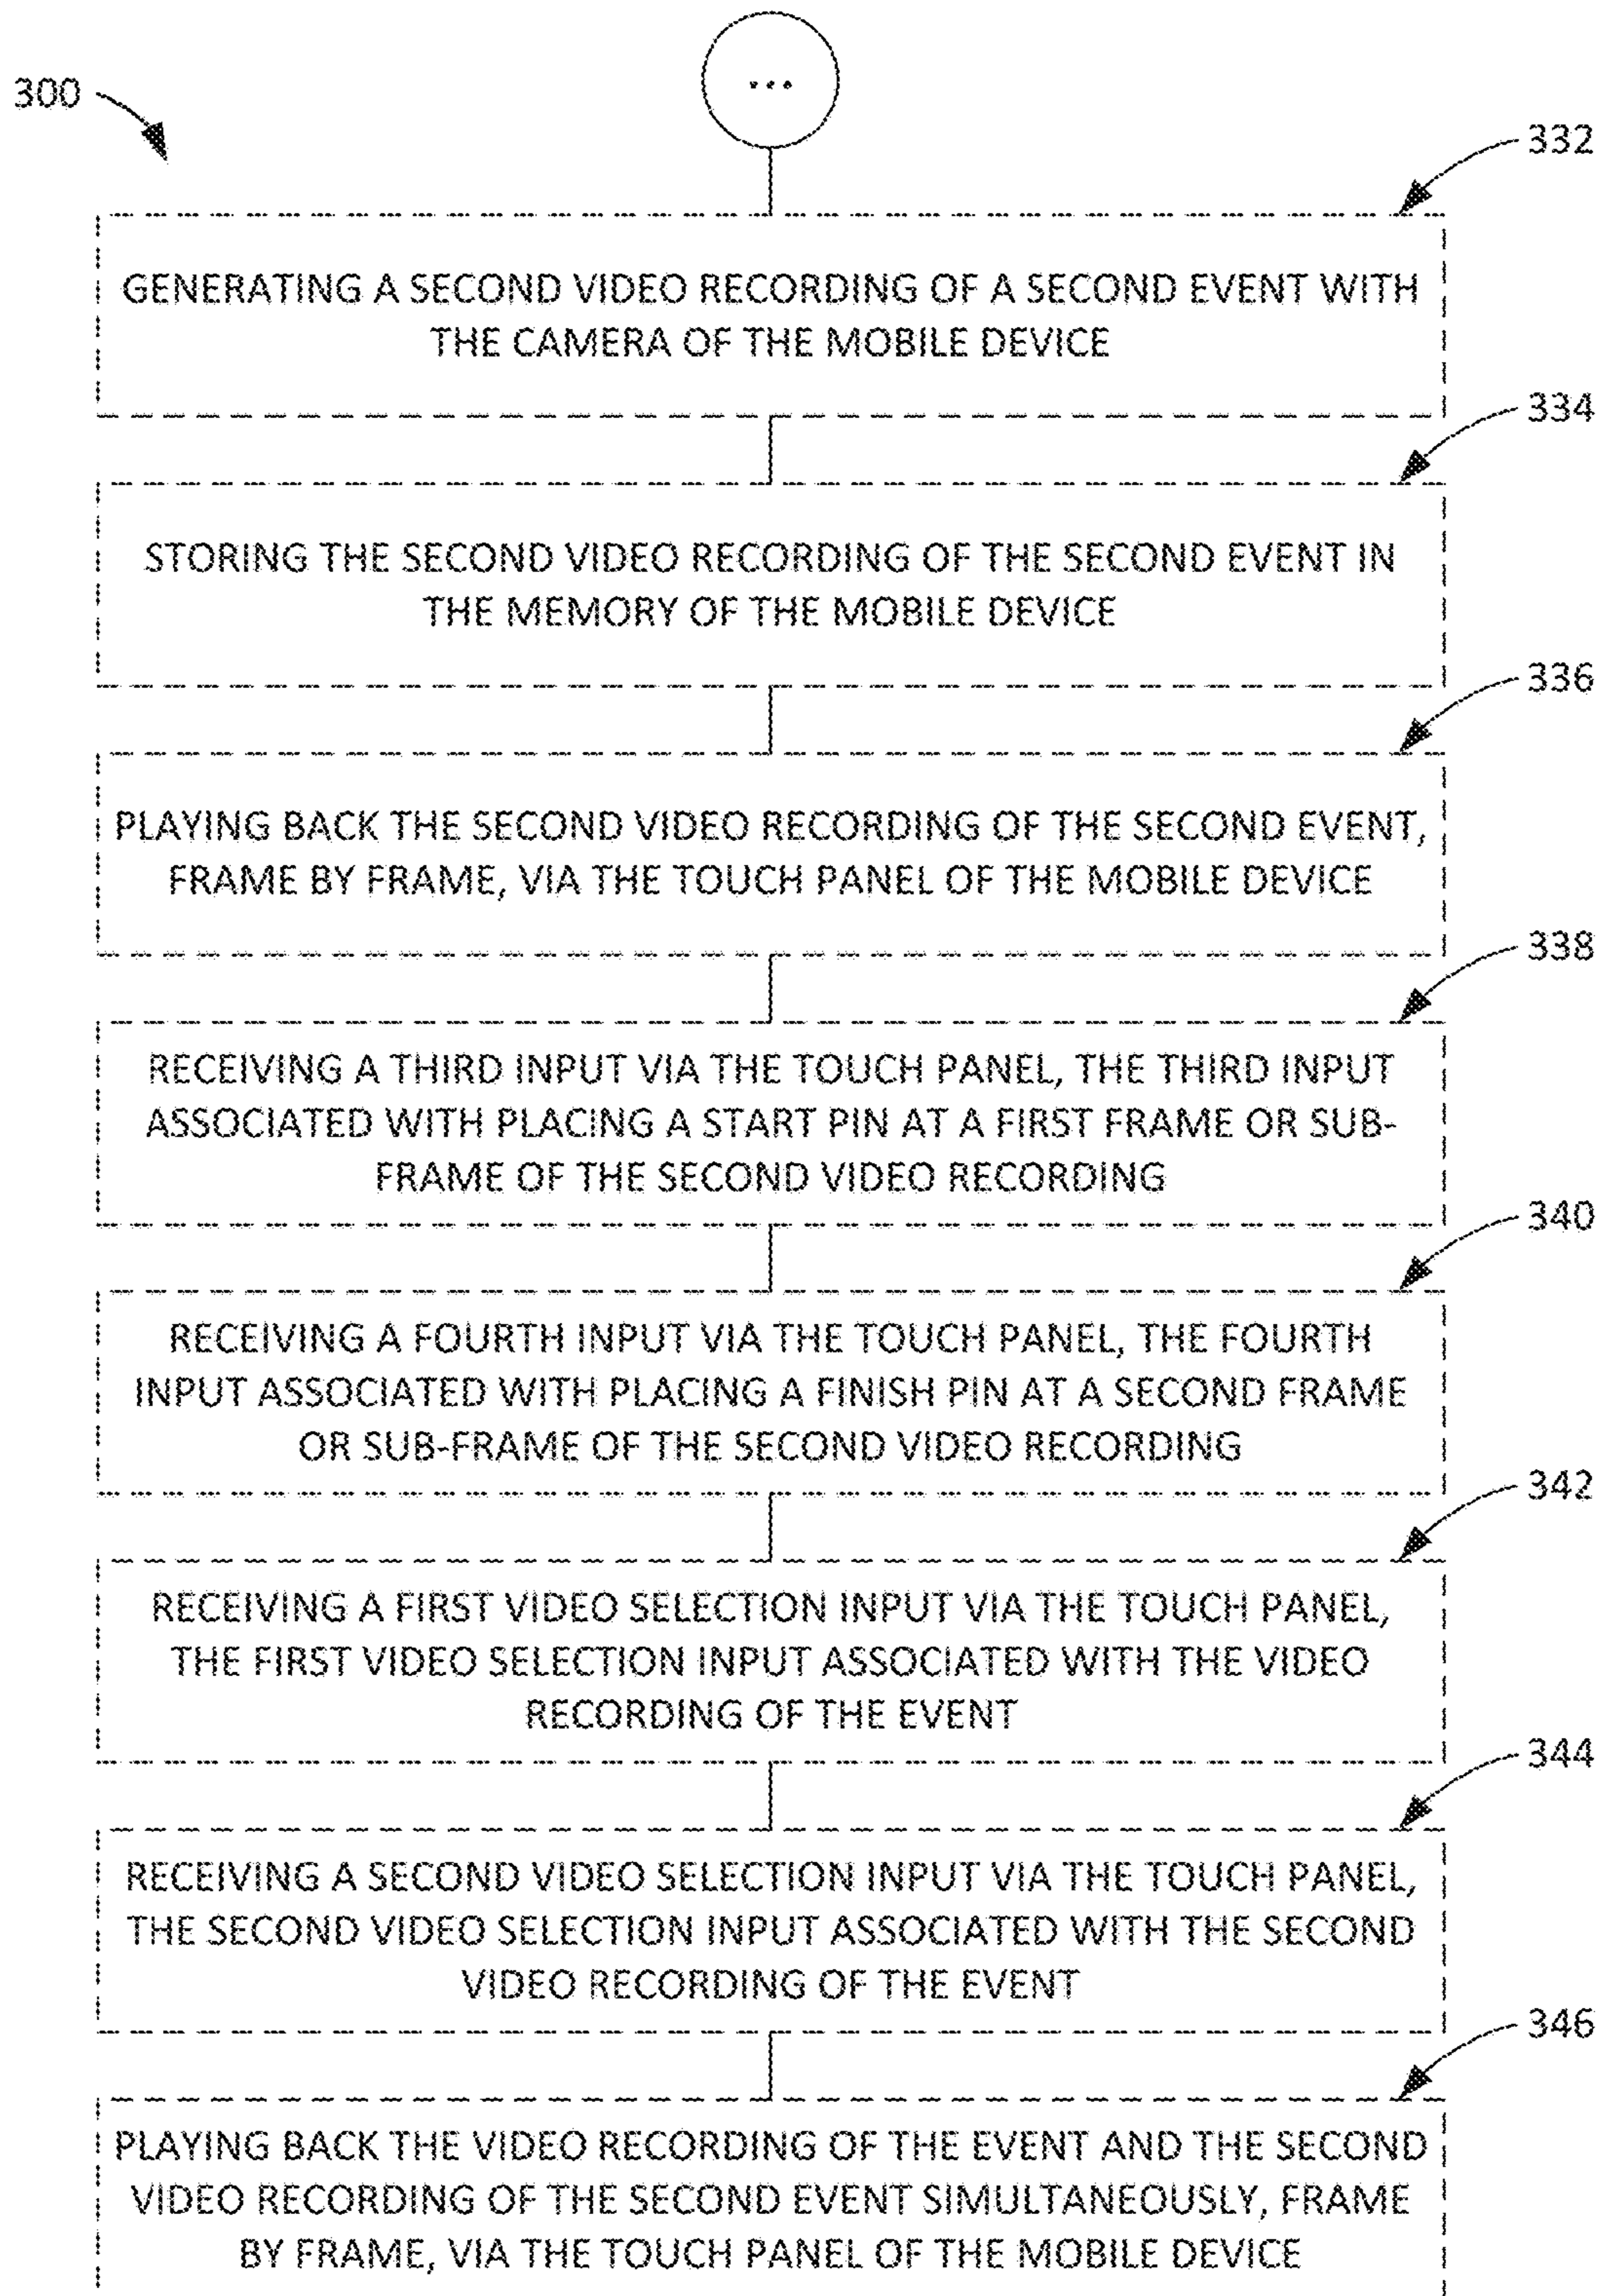 ...
300
332
GENERATING A SECOND VIDEO RECORDING OF A SECOND EVENT WITH
THE CAMERA OF THE MOBILE DEVICE
334
STORING THE SECOND VIDEO RECORDING OF THE SECOND EVENT IN
THE MEMORY OF THE MOBILE DEVICE
336
PLAYING BACK THE SECOND VIDEO RECORDING OF THE SECOND EVENT,
FRAME BY FRAME, VIA THE TOUCH PANEL OF THE MOBILE DEVICE
338
RECEIVING A THIRD INPUT VIA THE TOUCH PANEL, THE THIRD INPUT
ASSOCIATED WITH PLACING A START PIN AT A FIRST FRAME OR SUB-
FRAME OF THE SECOND VIDEO RECORDING
340
RECEIVING A FOURTH INPUT VIA THE TOUCH PANEL, THE FOURTH
INPUT ASSOCIATED WITH PLACING A FINISH PIN AT A SECOND FRAME
OR SUB-FRAME OF THE SECOND VIDEO RECORDING
342
RECEIVING A FIRST VIDEO SELECTION INPUT VIA THE TOUCH PANEL,
THE FIRST VIDEO SELECTION INPUT ASSOCIATED WITH THE VIDEO
RECORDING OF THE EVENT
344
RECEIVING A SECOND VIDEO SELECTION INPUT VIA THE TOUCH PANEL,
THE SECOND VIDEO SELECTION INPUT ASSOCIATED WITH THE SECOND
VIDEO RECORDING OF THE EVENT
346
PLAYING BACK THE VIDEO RECORDING OF THE EVENT AND THE SECOND
VIDEO RECORDING OF THE SECOND EVENT SIMULTANEOUSLY, FRAME
BY FRAME, VIA THE TOUCH PANEL OF THE MOBILE DEVICE